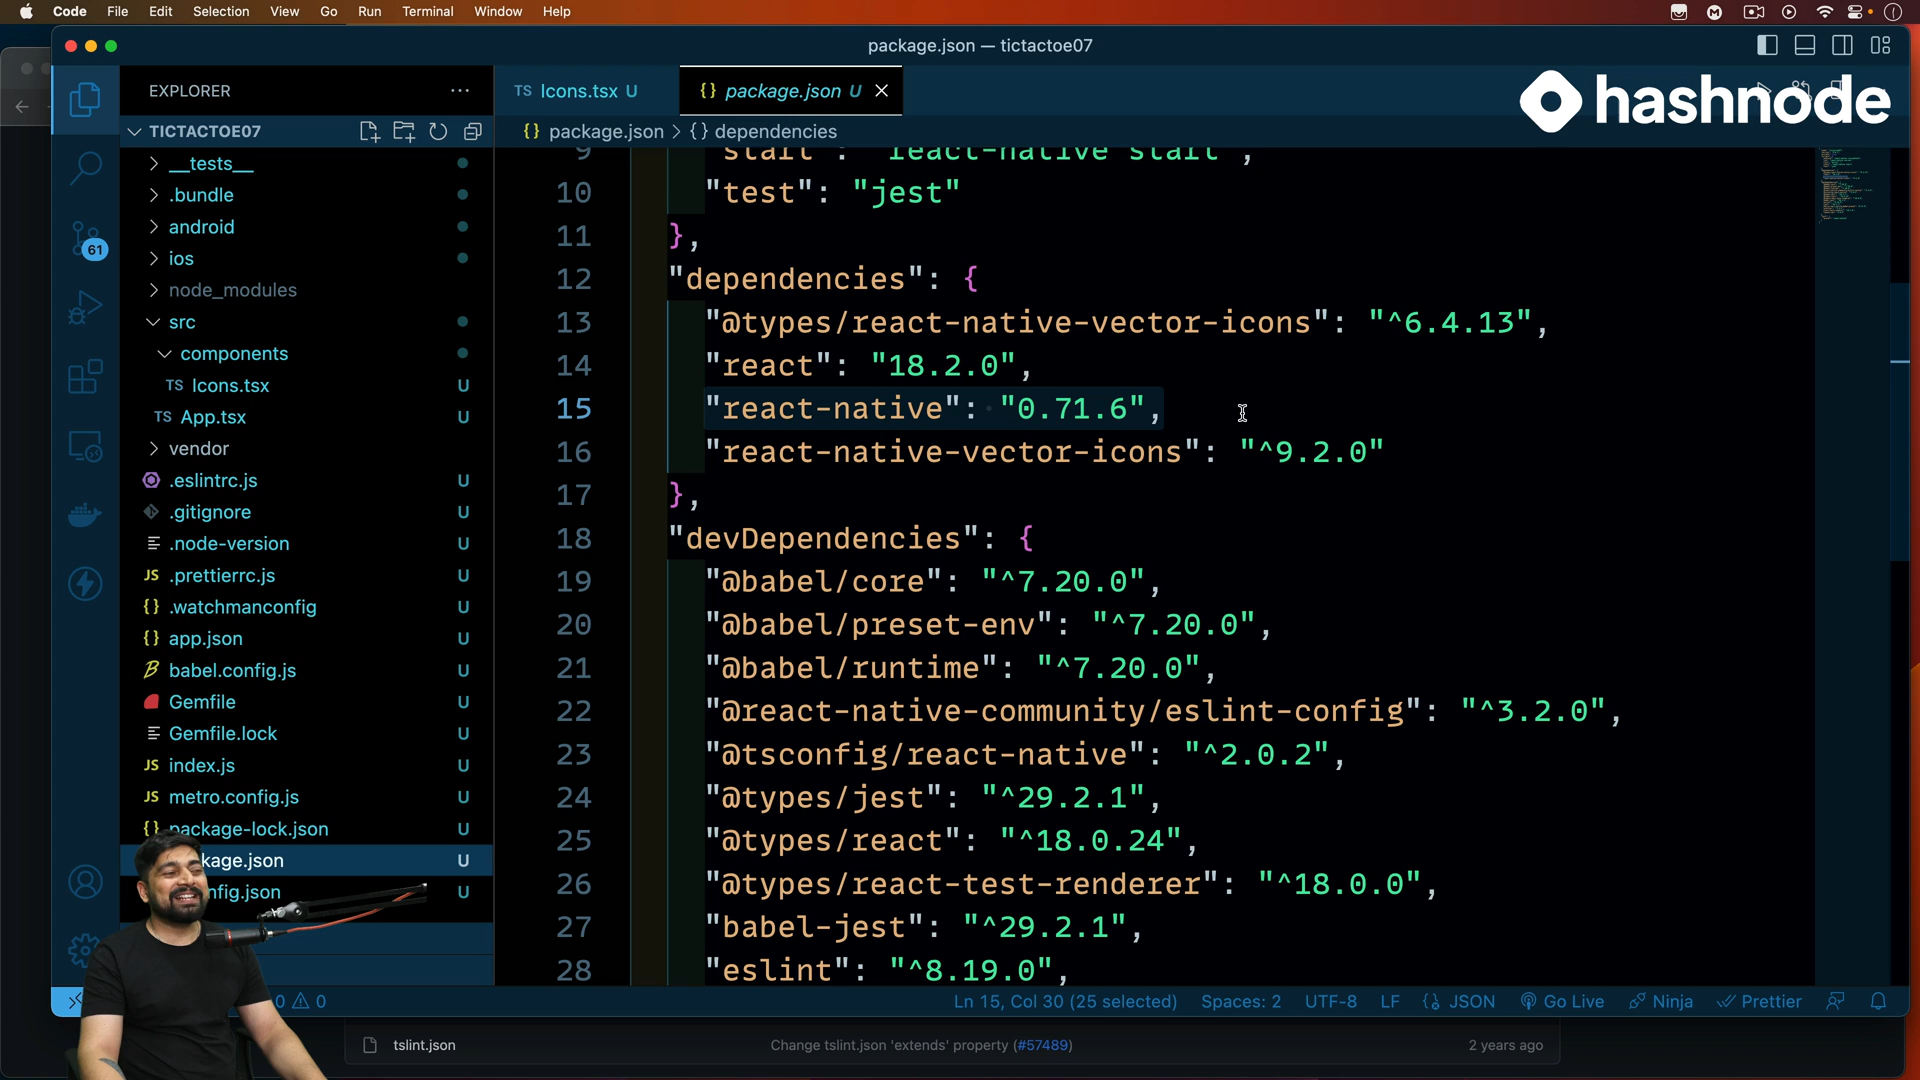 Code File Edit Selection View Go Run Terminal Window Help
package.json — tictactoe07
hashnode
EXPLORER
TS Icons.tsx U
{} package.json U
TICTACTOE07
{} package.json > {} dependencies
__tests__
.bundle
android
ios
node_modules
src
components
TS Icons.tsx U
TS App.tsx U
vendor
.eslintrc.js U
.gitignore U
.node-version U
JS .prettierrc.js U
{} .watchmanconfig U
{} app.json U
babel.config.js U
Gemfile U
Gemfile.lock U
JS index.js U
JS metro.config.js U
{} package-lock.json U
kage.json U
nfig.json U
61
9 "start": "react-native start",
10 "test": "jest"
11 },
12 "dependencies": {
13 "@types/react-native-vector-icons": "^6.4.13",
14 "react": "18.2.0",
15 "react-native": "0.71.6",
16 "react-native-vector-icons": "^9.2.0"
17 },
18 "devDependencies": {
19 "@babel/core": "^7.20.0",
20 "@babel/preset-env": "^7.20.0",
21 "@babel/runtime": "^7.20.0",
22 "@react-native-community/eslint-config": "^3.2.0",
23 "@tsconfig/react-native": "^2.0.2",
24 "@types/jest": "^29.2.1",
25 "@types/react": "^18.0.24",
26 "@types/react-test-renderer": "^18.0.0",
27 "babel-jest": "^29.2.1",
28 "eslint": "^8.19.0",
0 0 Ln 15, Col 30 (25 selected) Spaces: 2 UTF-8 LF {} JSON Go Live Ninja Prettier
tslint.json Change tslint.json 'extends' property (#57489) 2 years ago